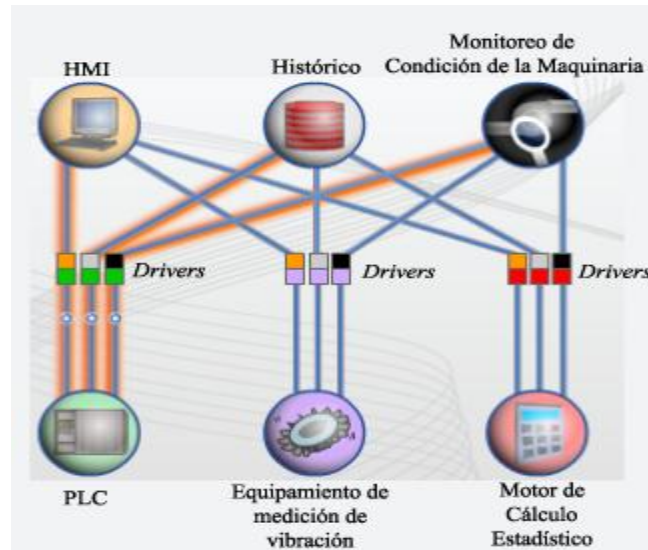 HMI
Histórico
Monitoreo de
Condición de la Maquinaria
Drivers
Drivers
Drivers
PLC
Equipamiento de
medición de
vibración
Motor de
Cálculo
Estadístico